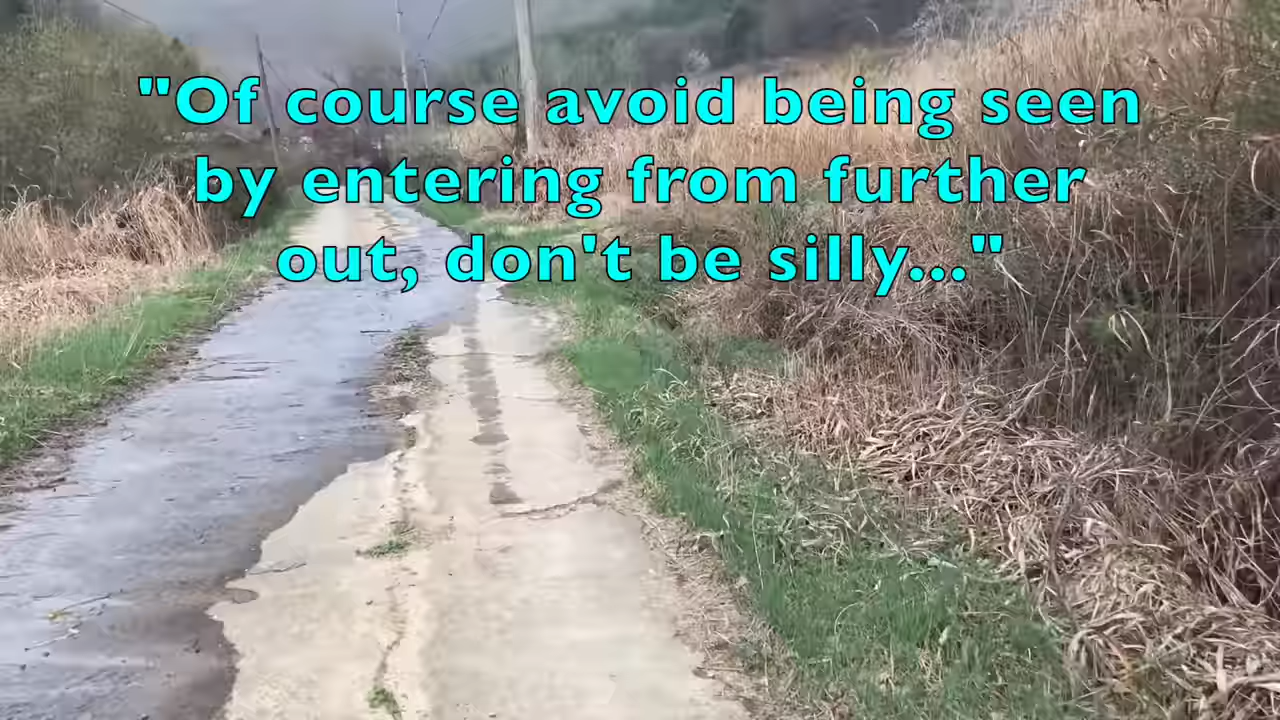 "Of course avoid being seen
by entering from further
out, don't be silly..."